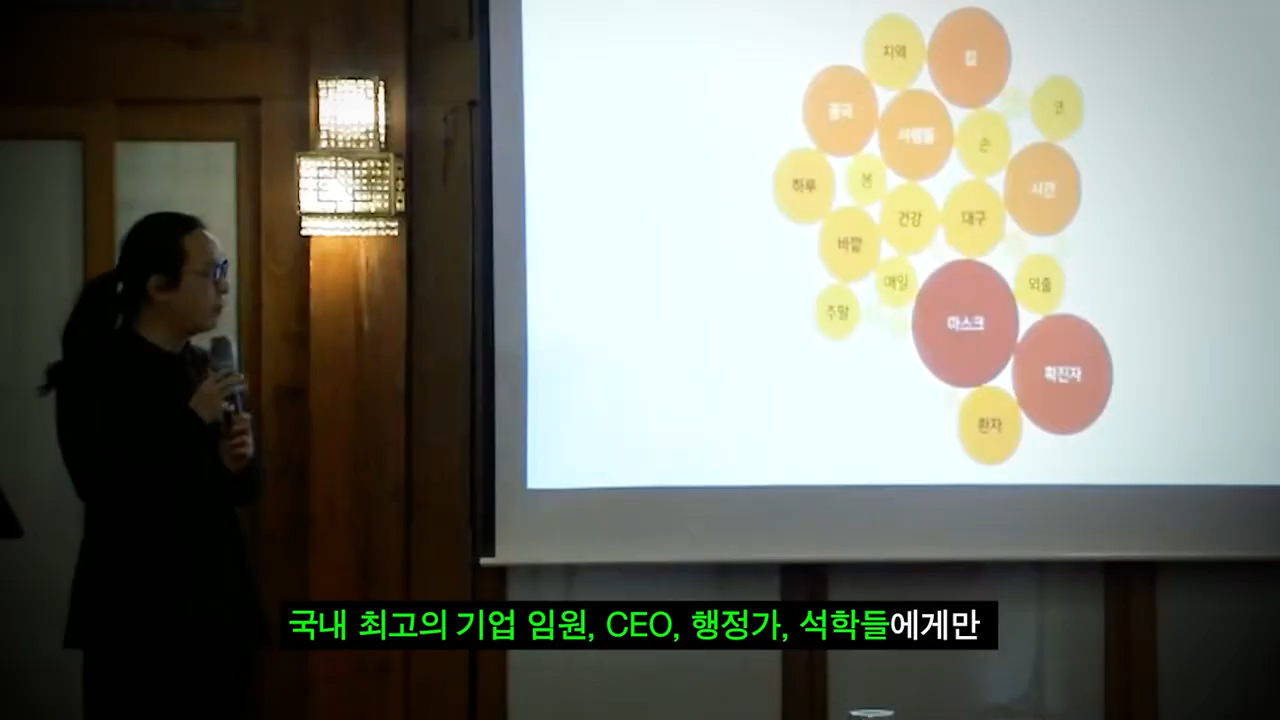 지역
집
중국
사람들
코
손
하루
봄
시간
건강
대구
바깥
매일
외출
주말
마스크
확진자
환자
국내 최고의 기업 임원, CEO, 행정가, 석학들에게만